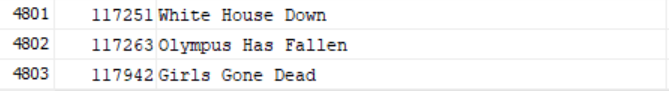 4801 117251 White House Down
4802 117263 Olympus Has Fallen
4803 117942 Girls Gone Dead